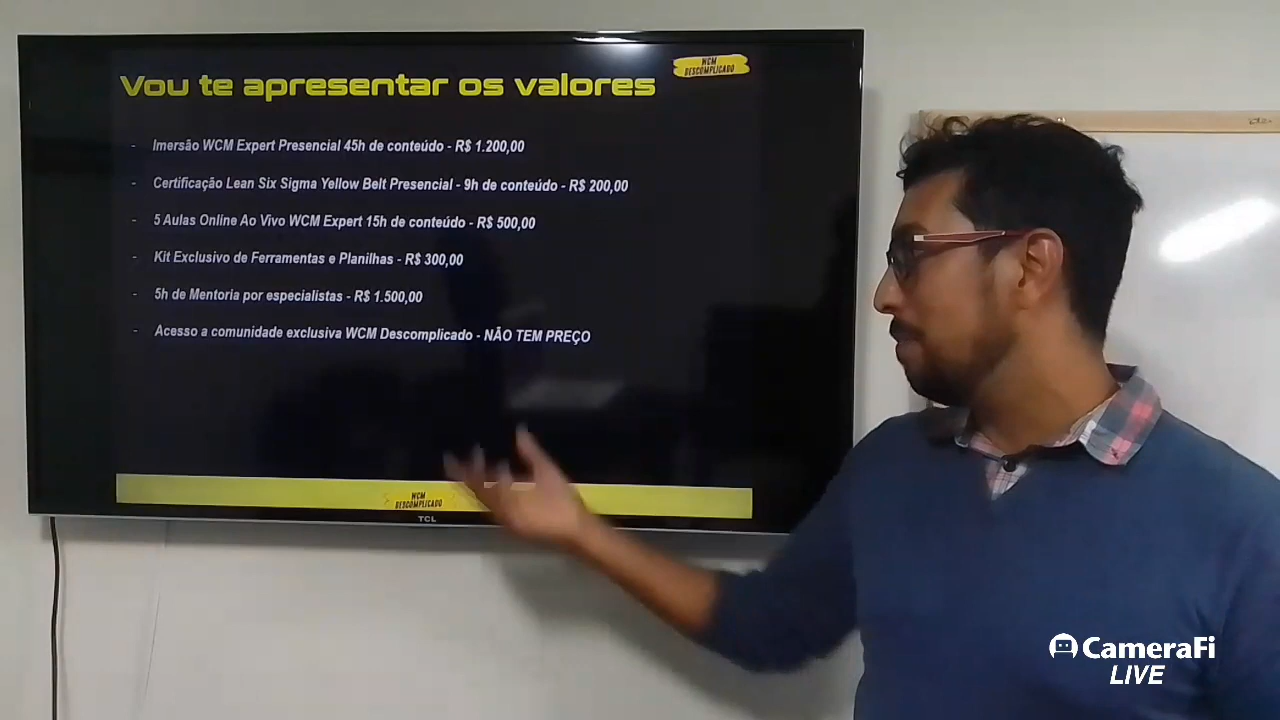 Vou te apresentar os valores
WCM
DESCOMPLICADO
- Imersão WCM Expert Presencial 45h de conteúdo - R$ 1.200,00
- Certificação Lean Six Sigma Yellow Belt Presencial - 9h de conteúdo - R$ 200,00
- 5 Aulas Online Ao Vivo WCM Expert 15h de conteúdo - R$ 500,00
- Kit Exclusivo de Ferramentas e Planilhas - R$ 300,00
- 5h de Mentoria por especialistas - R$ 1.500,00
- Acesso a comunidade exclusiva WCM Descomplicado - NÃO TEM PREÇO
WCM
DESCOMPLICADO
TCL
CameraFi
LIVE